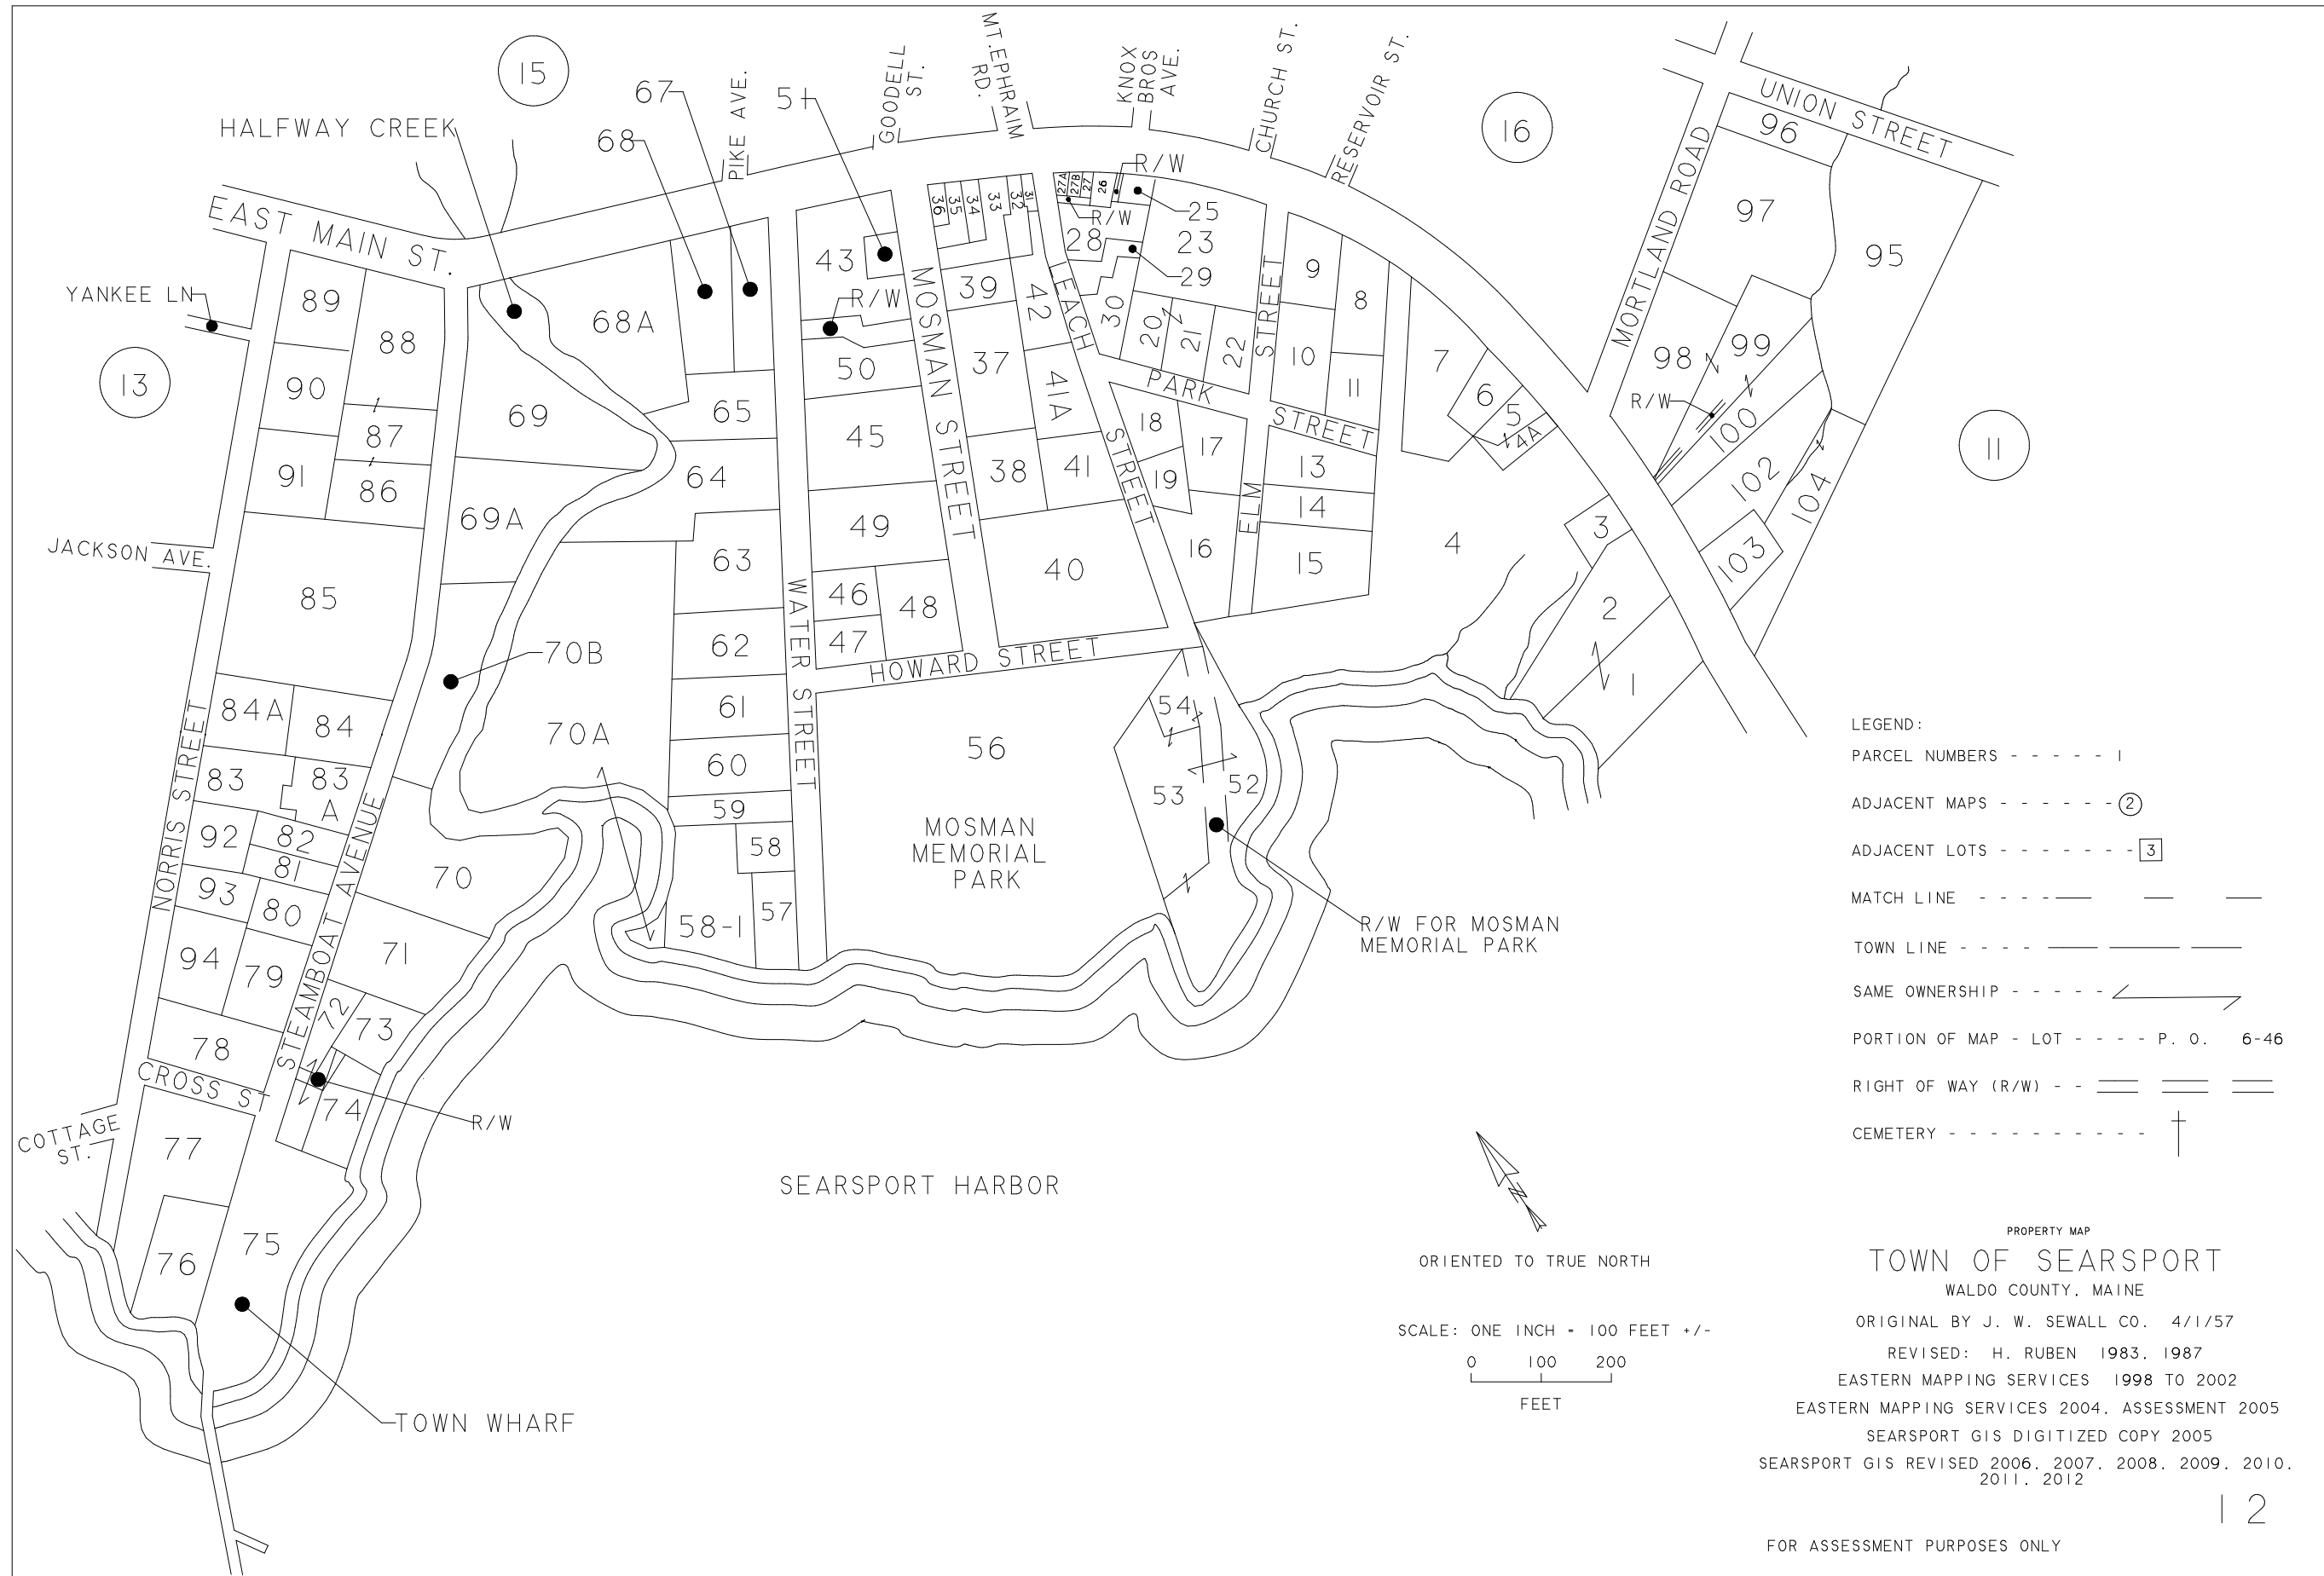 15
HALFWAY CREEK
68
67
PIKE AVE.
51
GOODELL
ST.
MT.EPHRAIM
RD.
KNOX
BROS
AVE.
CHURCH ST.
RESERVOIR ST.
16
UNION STREET
MORTLAND ROAD
96
97
95
98
99
R/W
100
102
104
103
11
EAST MAIN ST.
YANKEE LN
13
89
88
90
87
91
86
85
JACKSON AVE.
69
69A
68A
65
64
63
62
61
60
59
58
58-1
57
70B
70A
70
43
R/W
50
45
49
46
48
47
MOSMAN STREET
WATER STREET
36
35
34
33
32
31
39
42
37
41A
38
41
40
LEACH
STREET
27A
27B
27
26
R/W
R/W
25
28
23
29
30
20
21
22
PARK
STREET
ELM
STREET
9
8
10
11
18
17
19
16
13
14
15
7
6
5
4A
4
3
2
1
HOWARD STREET
56
MOSMAN
MEMORIAL
PARK
54
53
52
R/W FOR MOSMAN
MEMORIAL PARK
84A
84
83
83
A
92
82
81
93
80
94
79
78
NORRIS STREET
STEAMBOAT AVENUE
71
72
73
74
R/W
CROSS ST
COTTAGE
ST.
77
76
75
TOWN WHARF
SEARSPORT HARBOR
LEGEND:
PARCEL NUMBERS - - - - - 1
ADJACENT MAPS - - - - - - 2
ADJACENT LOTS - - - - - - - 3
MATCH LINE - - - -
TOWN LINE - - - -
SAME OWNERSHIP - - - - -
PORTION OF MAP - LOT - - - - P. O. 6-46
RIGHT OF WAY (R/W) - -
CEMETERY - - - - - - - - - -
ORIENTED TO TRUE NORTH
SCALE: ONE INCH = 100 FEET +/-
0 100 200
FEET
PROPERTY MAP
TOWN OF SEARSPORT
WALDO COUNTY, MAINE
ORIGINAL BY J. W. SEWALL CO. 4/1/57
REVISED: H. RUBEN 1983, 1987
EASTERN MAPPING SERVICES 1998 TO 2002
EASTERN MAPPING SERVICES 2004, ASSESSMENT 2005
SEARSPORT GIS DIGITIZED COPY 2005
SEARSPORT GIS REVISED 2006, 2007, 2008, 2009, 2010,
2011, 2012
12
FOR ASSESSMENT PURPOSES ONLY